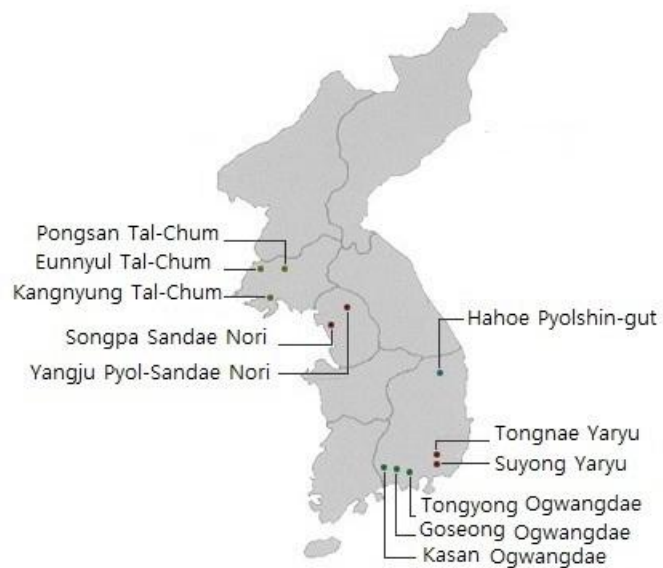 Pongsan Tal-Chum
Eunnyul Tal-Chum
Kangnyung Tal-Chum
Songpa Sandae Nori
Yangju Pyol-Sandae Nori
Hahoe Pyolshin-gut
Tongnae Yaryu
Suyong Yaryu
Tongyong Ogwangdae
Goseong Ogwangdae
Kasan Ogwangdae